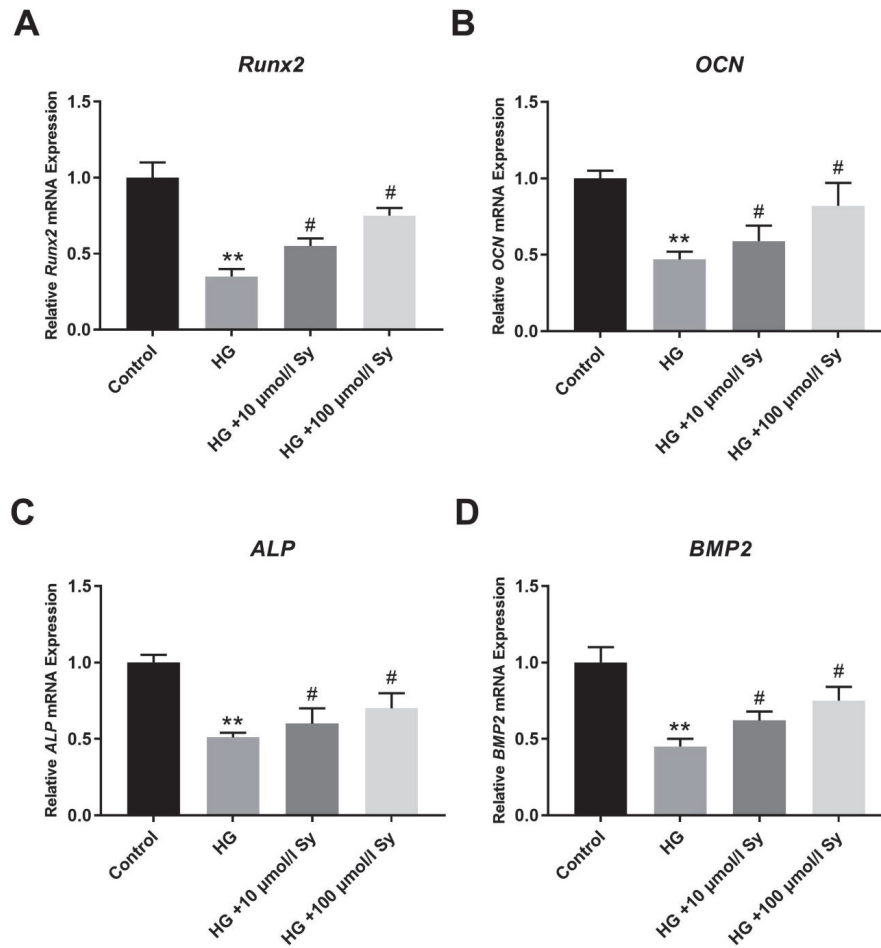 A
Runx2
Relative Runx2 mRNA Expression
1.5
1.0
0.5
0.0
**
#
#
Control
HG
HG +10 µmol/l Sy
HG +100 µmol/l Sy
B
OCN
Relative OCN mRNA Expression
1.5
1.0
0.5
0.0
**
#
#
Control
HG
HG +10 µmol/l Sy
HG +100 µmol/l Sy
C
ALP
Relative ALP mRNA Expression
1.5
1.0
0.5
0.0
**
#
#
Control
HG
HG +10 µmol/l Sy
HG +100 µmol/l Sy
D
BMP2
Relative BMP2 mRNA Expression
1.5
1.0
0.5
0.0
**
#
#
Control
HG
HG +10 µmol/l Sy
HG +100 µmol/l Sy